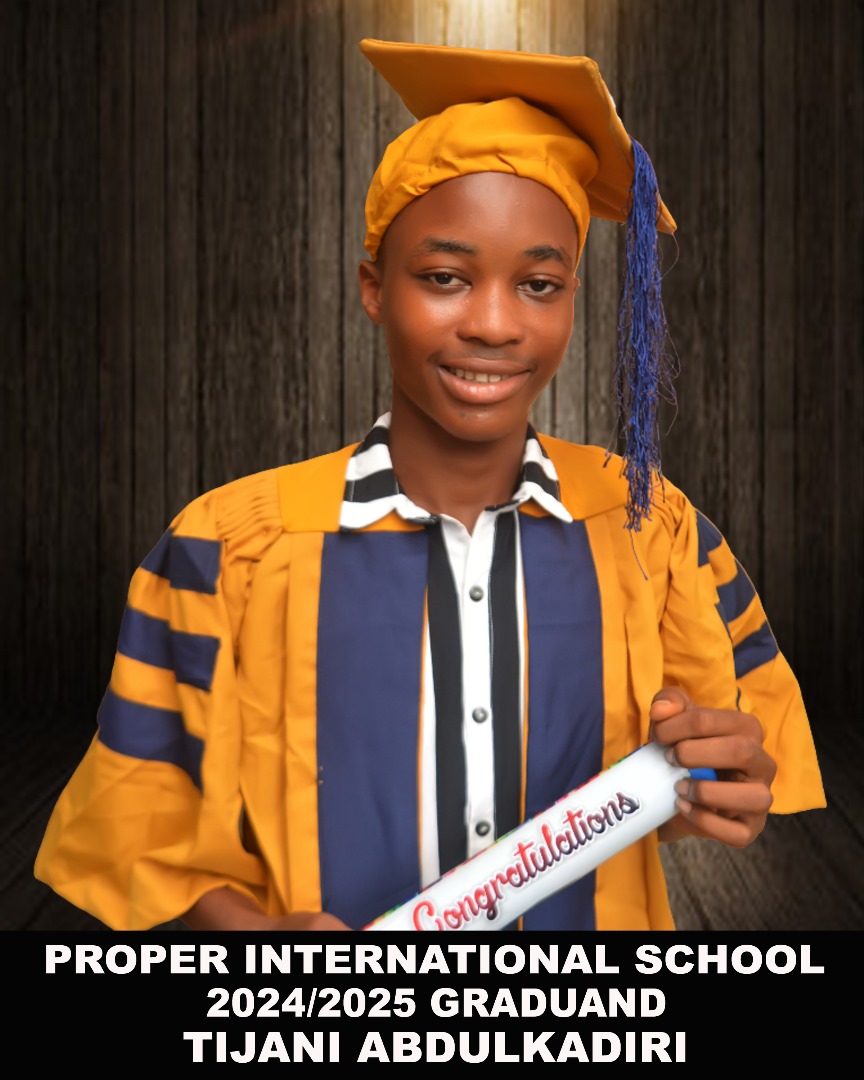 Congratulations
PROPER INTERNATIONAL SCHOOL
2024/2025 GRADUAND
TIJANI ABDULKADIRI